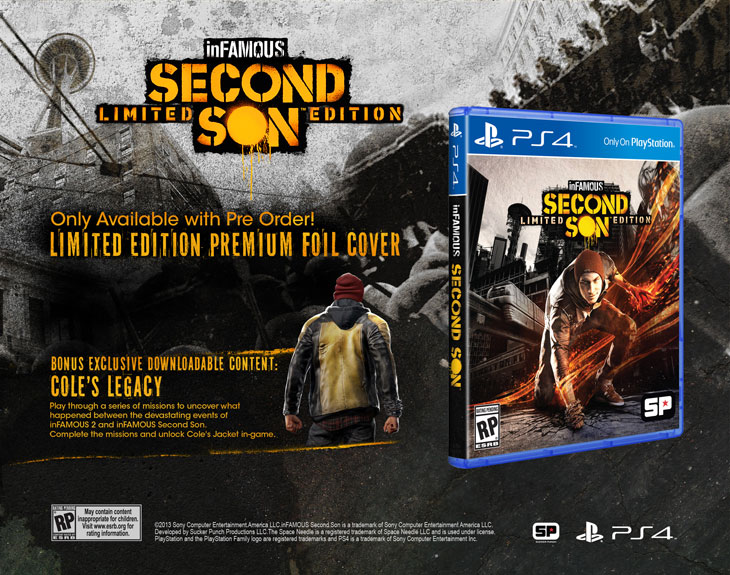 inFAMOUS
SECOND
LIMITED EDITION
SON
Only Available with Pre Order!
LIMITED EDITION PREMIUM FOIL COVER
BONUS EXCLUSIVE DOWNLOADABLE CONTENT:
COLE'S LEGACY
Play through a series of missions to uncover what
happened between the devastating events of
inFAMOUS 2 and inFAMOUS Second Son.
Complete the missions and unlock Cole's Jacket in-game.
PS4
inFAMOUS SECOND SON
PS4
Only On PlayStation.
inFAMOUS
SECOND
LIMITED EDITION
SON
RATING PENDING
RP
ESRB
SP
RATING PENDING
RP
ESRB
May contain content
inappropriate for children.
Visit www.esrb.org for
rating information.
©2013 Sony Computer Entertainment America LLC.inFAMOUS Second Son is a trademark of Sony Computer Entertainment America LLC.
Developed by Sucker Punch Productions LLC.The Space Needle is a registered trademark of Space Needle LLC and is used under license.
PlayStation and the PlayStation Family logo are registered trademarks and PS4 is a trademark of Sony Computer Entertainment Inc.
SP
PS4